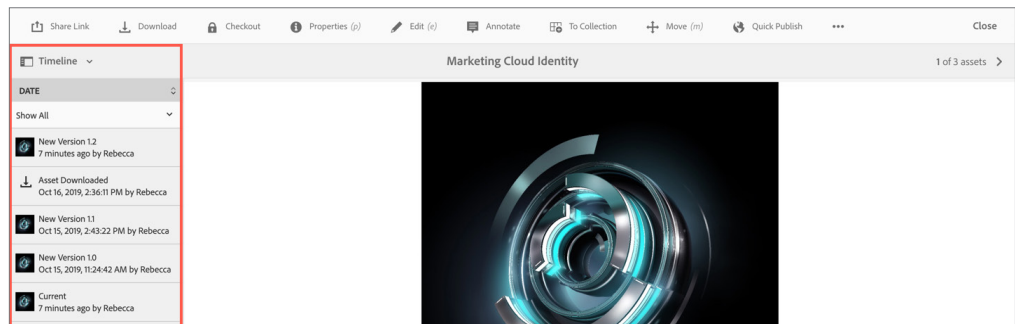 Share Link Download Checkout Properties (p) Edit (e) Annotate To Collection Move (m) Quick Publish ••• Close
Timeline Marketing Cloud Identity 1 of 3 assets
DATE
Show All
New Version 1.2
7 minutes ago by Rebecca
Asset Downloaded
Oct 16, 2019, 2:36:11 PM by Rebecca
New Version 1.1
Oct 15, 2019, 2:43:22 PM by Rebecca
New Version 1.0
Oct 15, 2019, 11:24:42 AM by Rebecca
Current
7 minutes ago by Rebecca